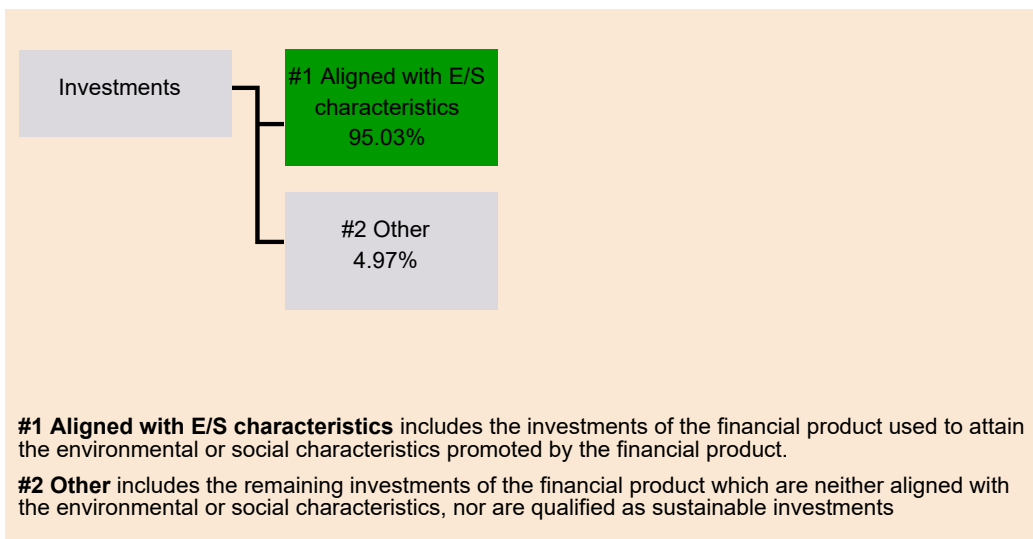 Investments
#1 Aligned with E/S
characteristics
95.03%
#2 Other
4.97%
#1 Aligned with E/S characteristics includes the investments of the financial product used to attain
the environmental or social characteristics promoted by the financial product.
#2 Other includes the remaining investments of the financial product which are neither aligned with
the environmental or social characteristics, nor are qualified as sustainable investments